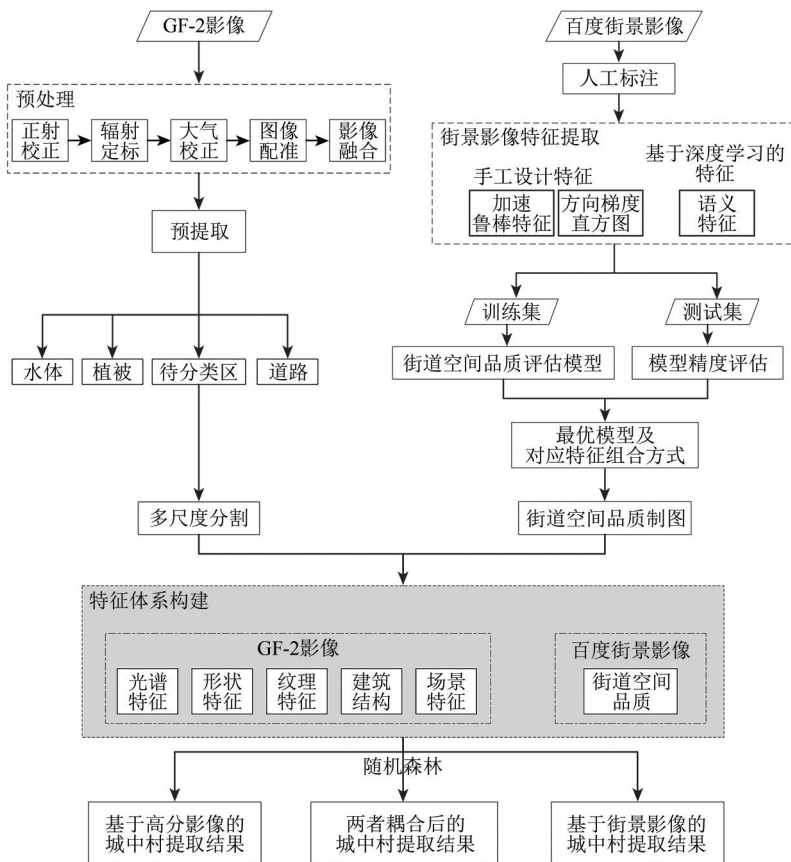 GF-2影像
预处理
正射
校正
辐射
定标
大气
校正
图像
配准
影像
融合
预提取
水体
植被
待分类区
道路
多尺度分割
百度街景影像
人工标注
街景影像特征提取
手工设计特征
加速
鲁棒特征
方向梯度
直方图
基于深度学习的
特征
语义
特征
训练集
测试集
街道空间品质评估模型
模型精度评估
最优模型及
对应特征组合方式
街道空间品质制图
特征体系构建
GF-2影像
光谱
特征
形状
特征
纹理
特征
建筑
结构
场景
特征
百度街景影像
街道空间
品质
随机森林
基于高分影像的
城中村提取结果
两者耦合后的
城中村提取结果
基于街景影像的
城中村提取结果